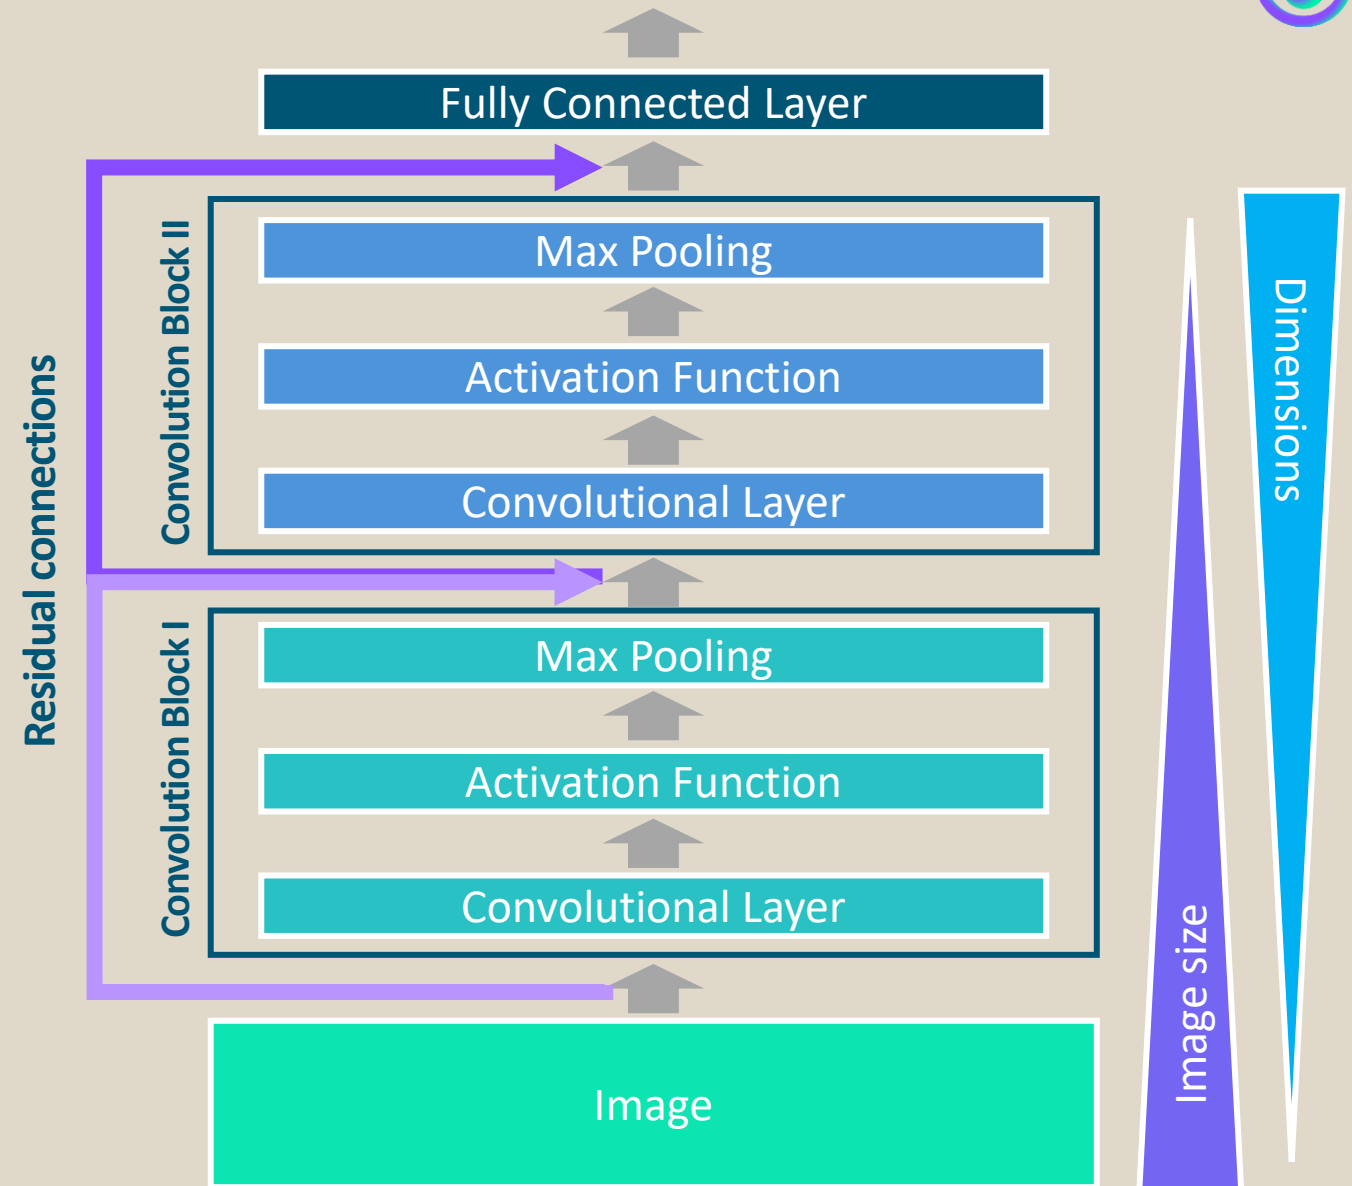 Fully Connected Layer
Residual connections
Convolution Block II
Max Pooling
Activation Function
Convolutional Layer
Convolution Block I
Max Pooling
Activation Function
Convolutional Layer
Image
Image size
Dimensions